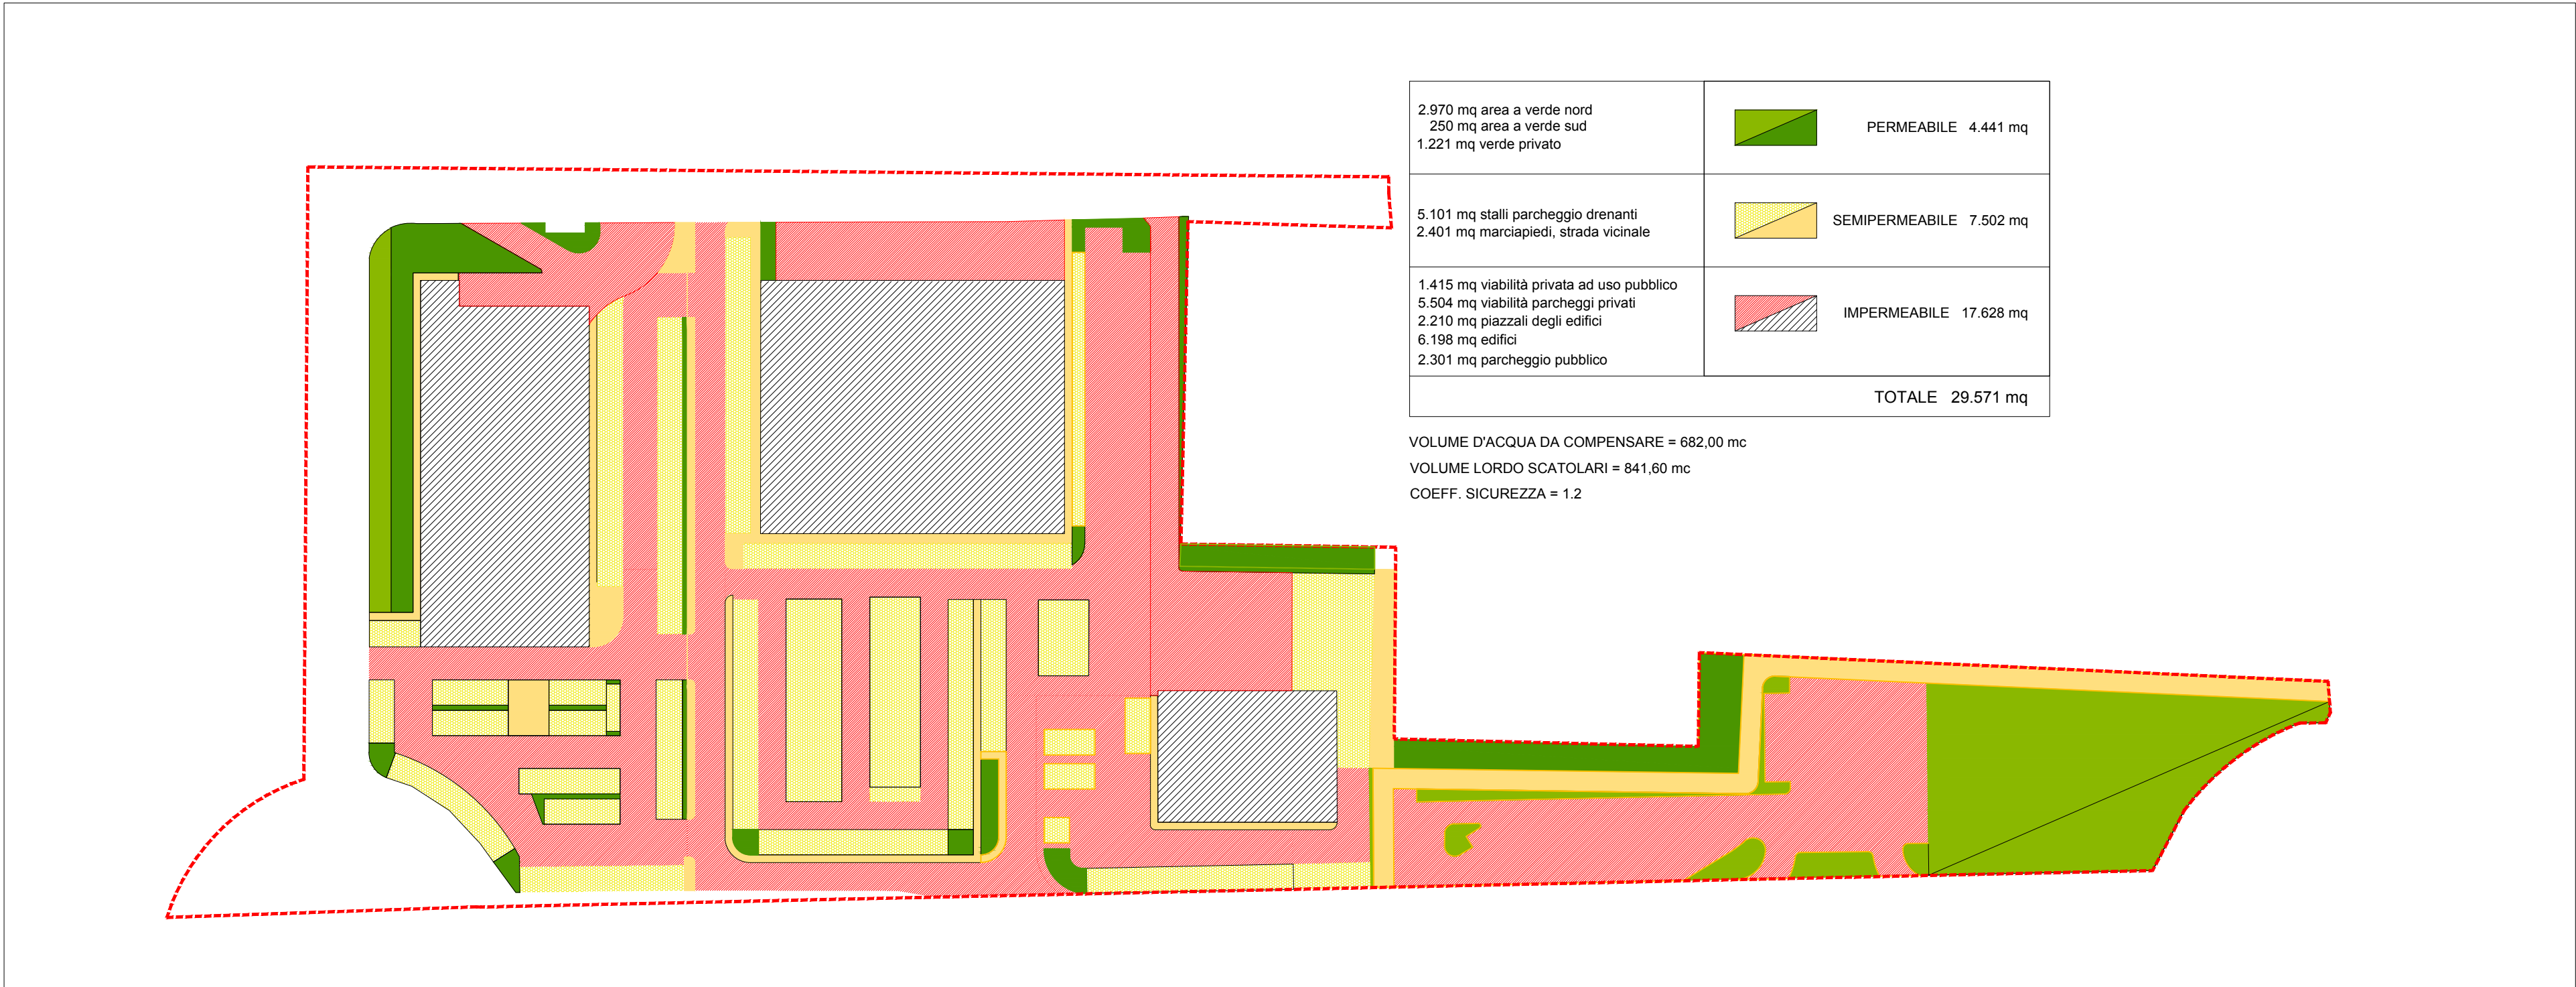 2.970 mq area a verde nord
250 mq area a verde sud
1.221 mq verde privato
PERMEABILE 4.441 mq
5.101 mq stalli parcheggio drenanti
2.401 mq marciapiedi, strada vicinale
SEMIPERMEABILE 7.502 mq
1.415 mq viabilità privata ad uso pubblico
5.504 mq viabilità parcheggi privati
2.210 mq piazzali degli edifici
6.198 mq edifici
2.301 mq parcheggio pubblico
IMPERMEABILE 17.628 mq
TOTALE 29.571 mq
VOLUME D'ACQUA DA COMPENSARE = 682,00 mc
VOLUME LORDO SCATOLARI = 841,60 mc
COEFF. SICUREZZA = 1.2